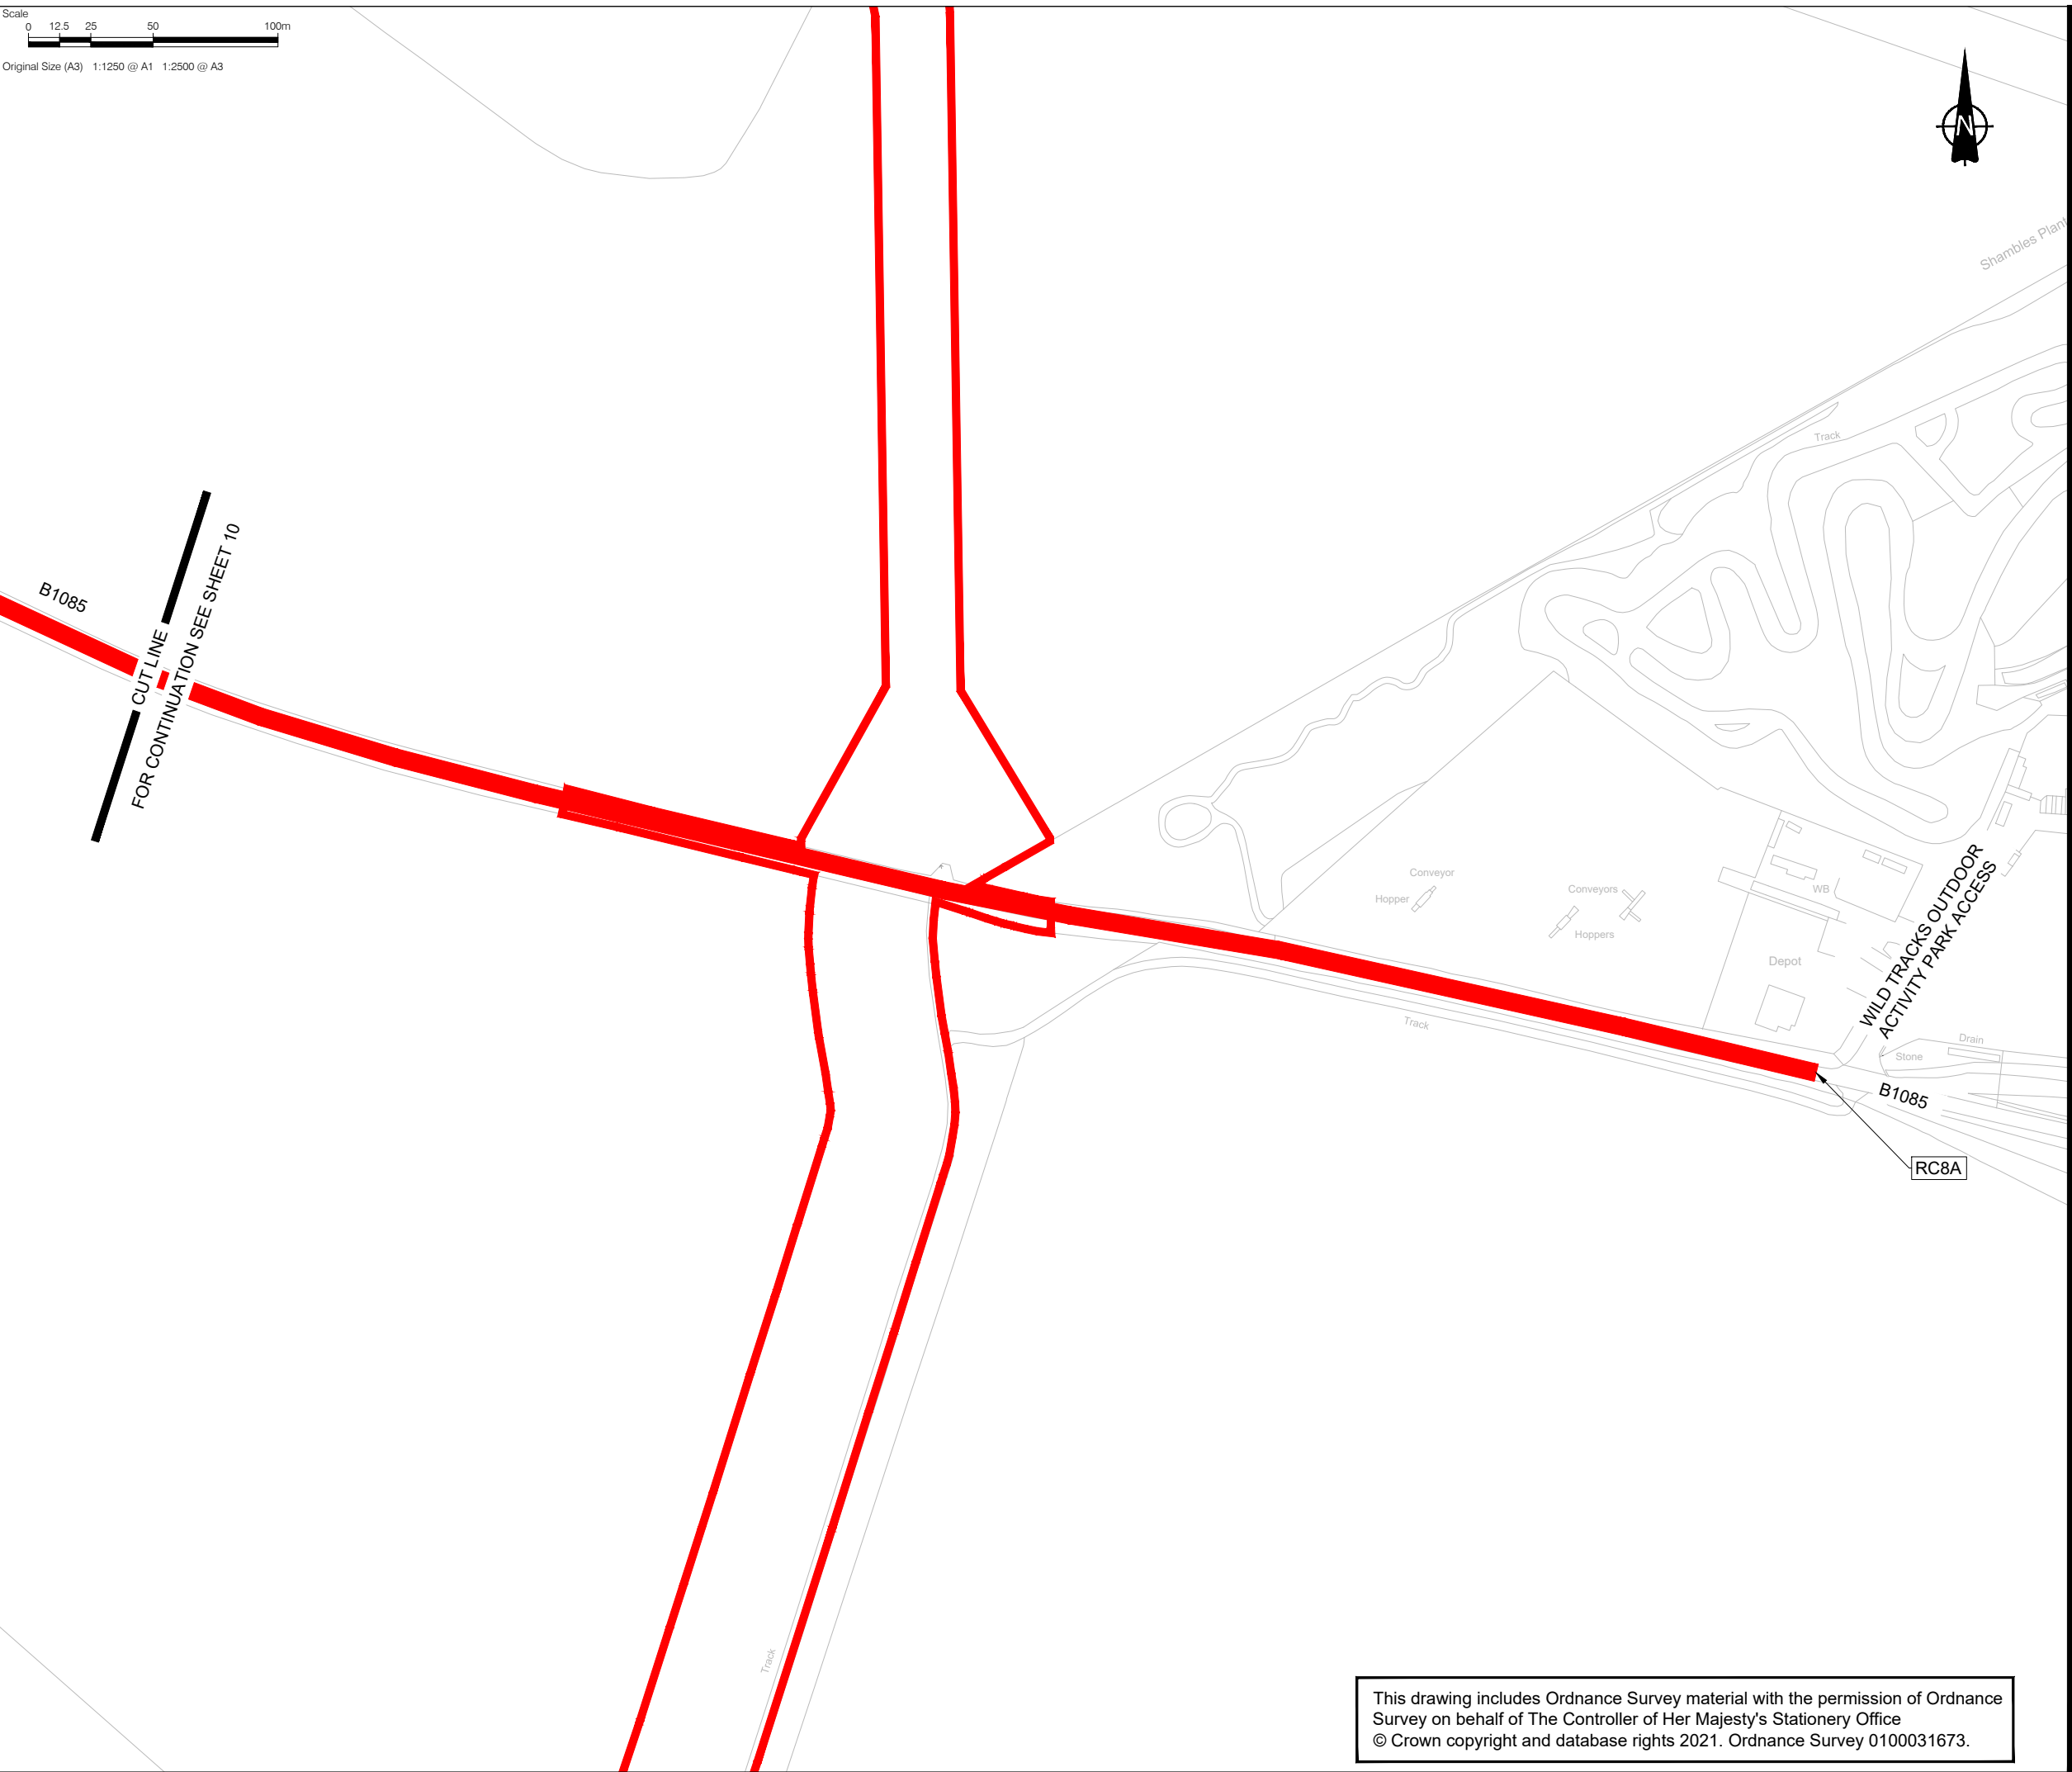 Scale
0 12.5 25 50 100m
Original Size (A3) 1:1250 @ A1 1:2500 @ A3
N
Shambles
Track
B1085
CUT LINE
FOR CONTINUATION SEE SHEET 10
Conveyor
Hopper
Conveyors
Hoppers
WB
Depot
WILD TRACKS OUTDOOR
ACTIVITY PARK ACCESS
Track
Drain
Stone
B1085
RC8A
Track
This drawing includes Ordnance Survey material with the permission of Ordnance
Survey on behalf of The Controller of Her Majesty's Stationery Office
© Crown copyright and database rights 2021. Ordnance Survey 0100031673.